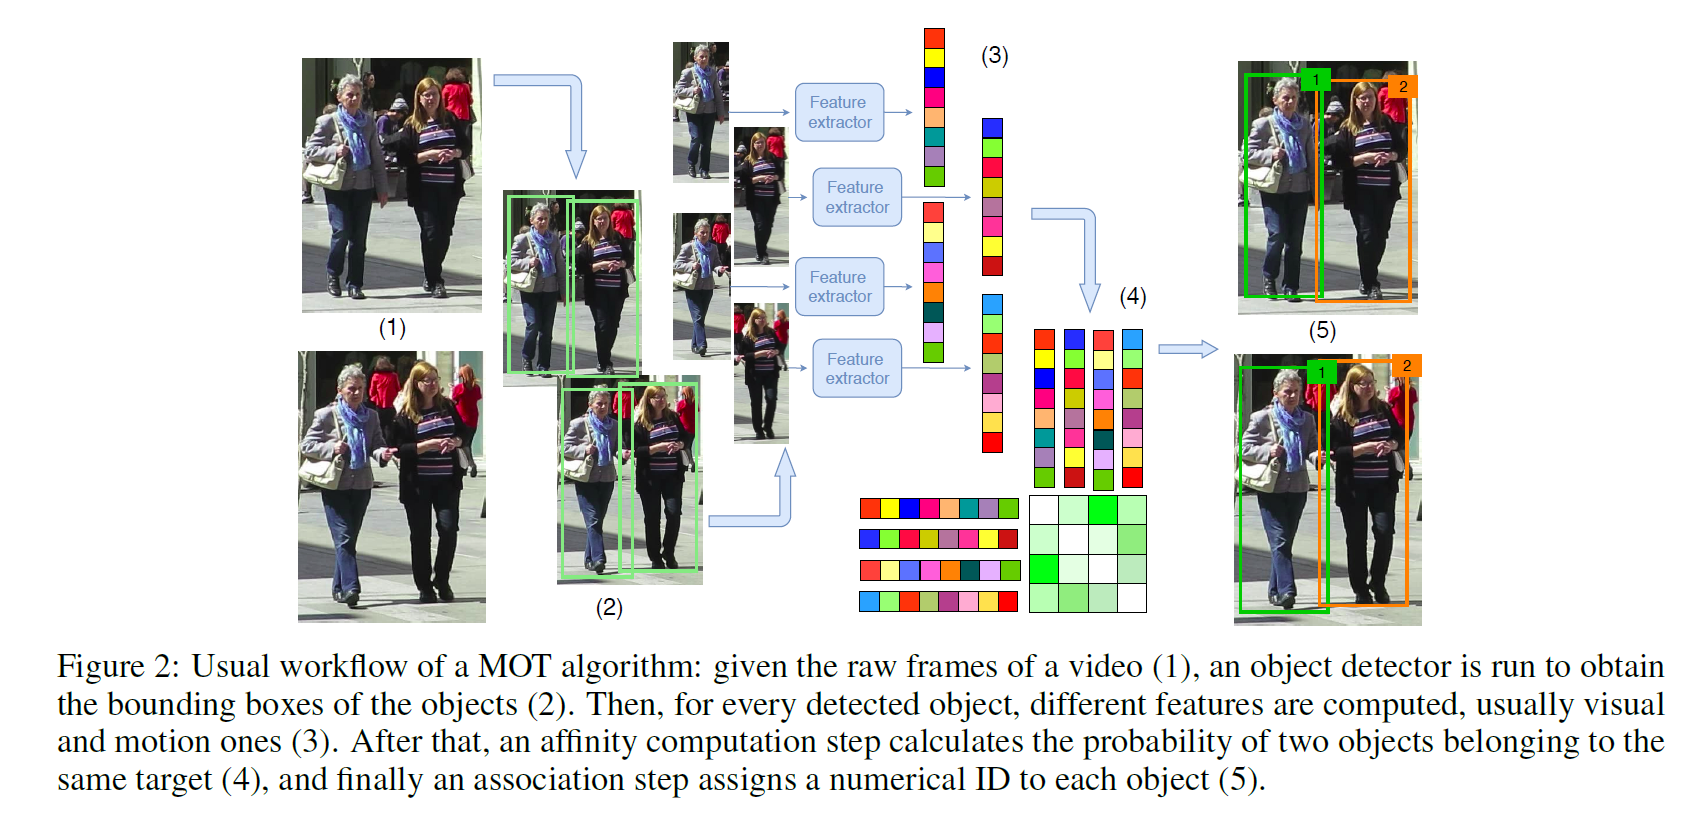 (1)
(2)
Feature
extractor
Feature
extractor
Feature
extractor
Feature
extractor
(3)
(4)
1
2
(5)
1
2
Figure 2: Usual workflow of a MOT algorithm: given the raw frames of a video (1), an object detector is run to obtain
the bounding boxes of the objects (2). Then, for every detected object, different features are computed, usually visual
and motion ones (3). After that, an affinity computation step calculates the probability of two objects belonging to the
same target (4), and finally an association step assigns a numerical ID to each object (5).